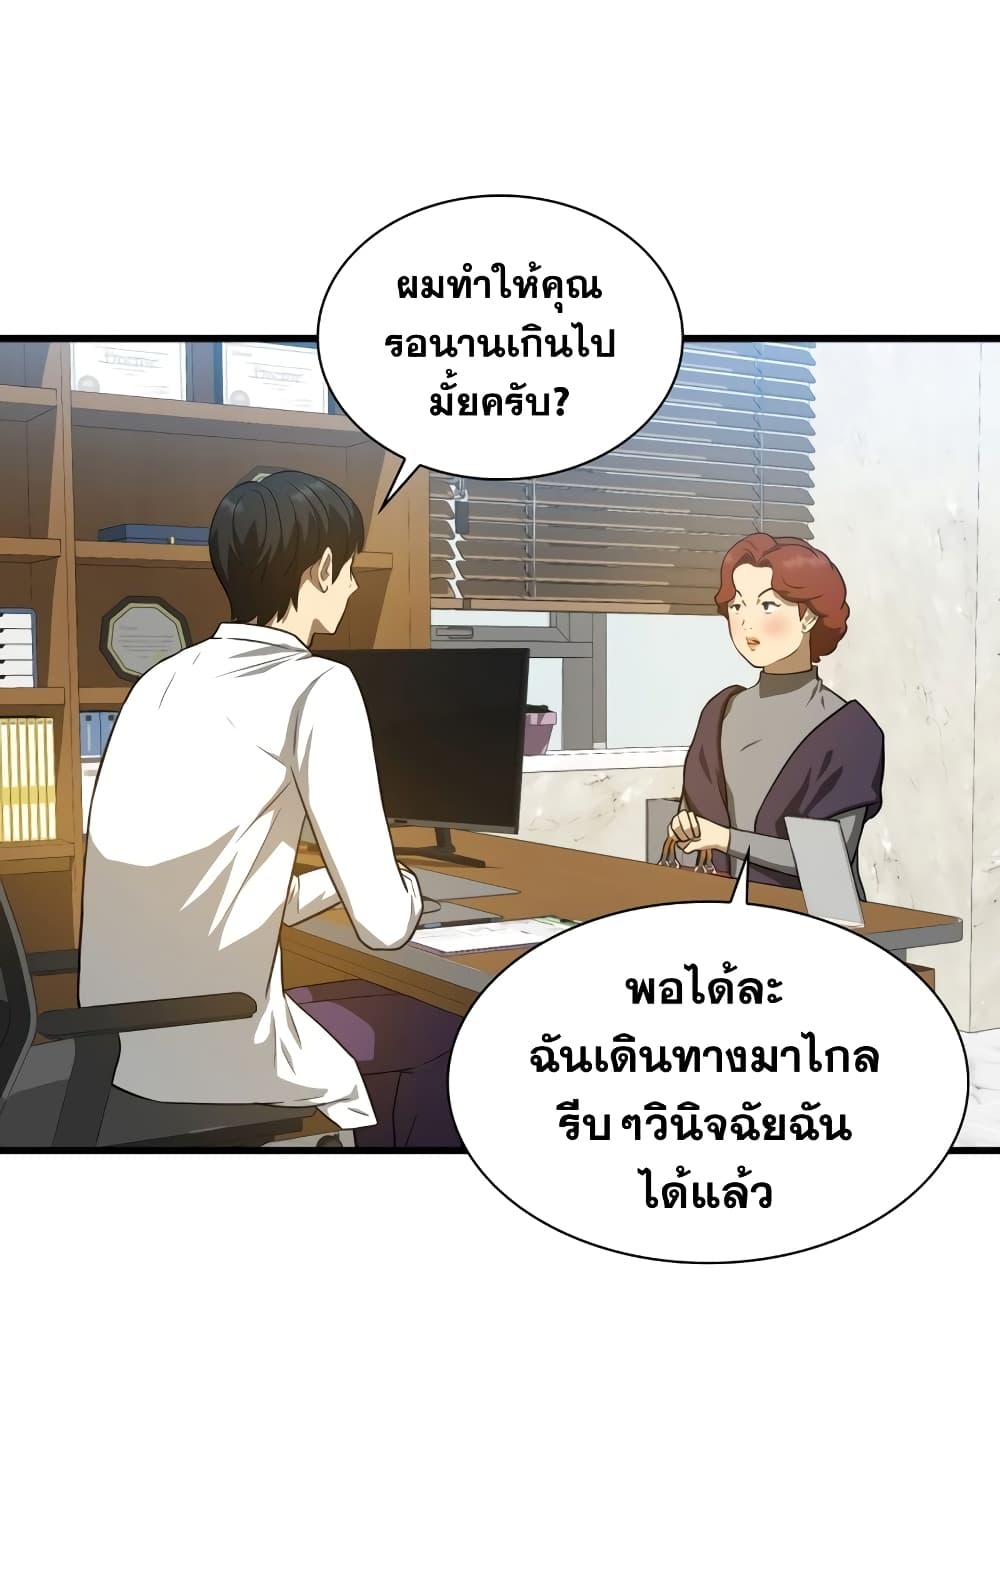 ผมทำให้คุณ
รอนานเกินไป
มั้ยครับ?
พอได้ละ
ฉันเดินทางมาไกล
รีบๆวินิจฉัยฉัน
ได้แล้ว